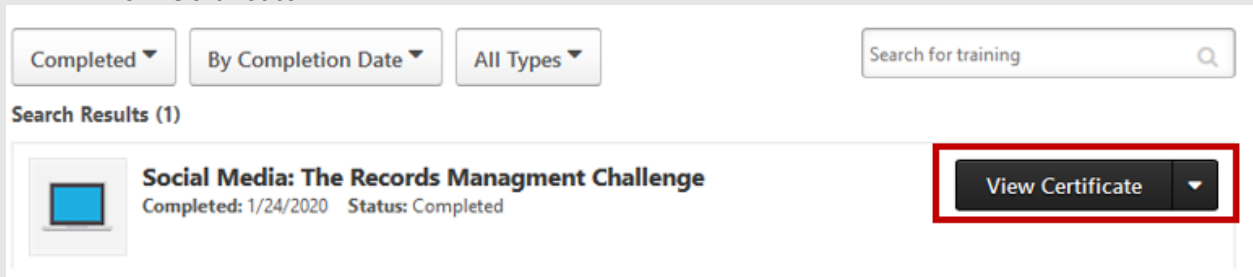 Completed By Completion Date All Types Search for training
Search Results (1)
Social Media: The Records Managment Challenge
View Certificate
Completed: 1/24/2020 Status: Completed